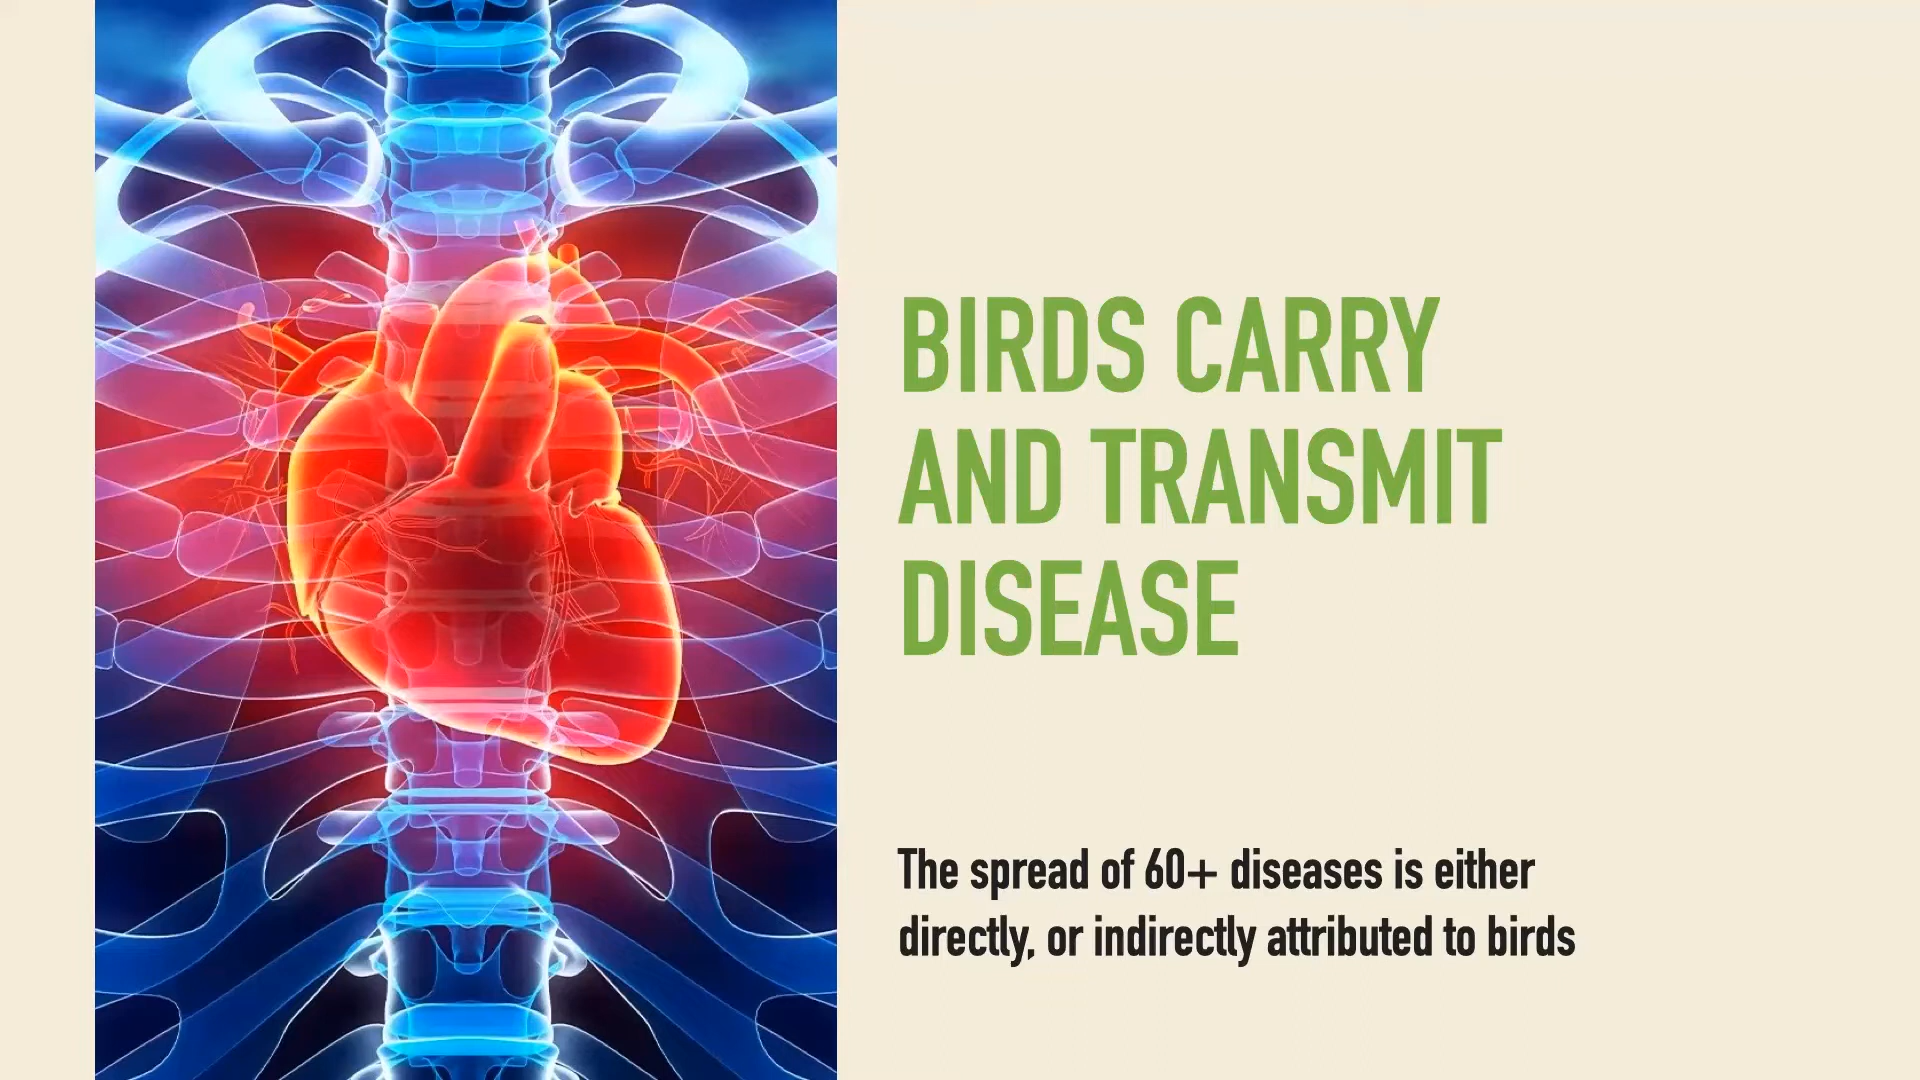 BIRDS CARRY
AND TRANSMIT
DISEASE
The spread of 60+ diseases is either
directly, or indirectly attributed to birds